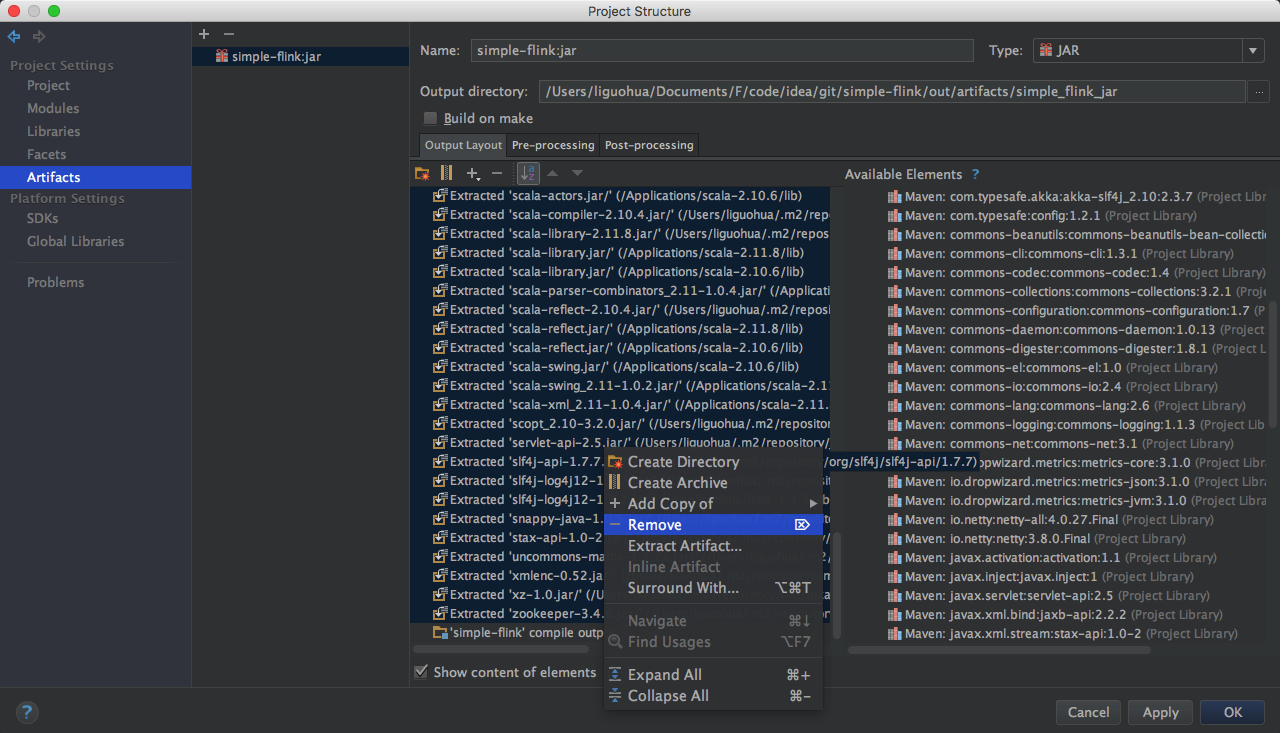 Project Structure
Project Settings
Project
Modules
Libraries
Facets
Artifacts
Platform Settings
SDKs
Global Libraries
Problems
simple-flink:jar
Name: simple-flink:jar Type: JAR
Output directory: /Users/liguohua/Documents/F/code/idea/git/simple-flink/out/artifacts/simple_flink_jar ...
Build on make
Output Layout Pre-processing Post-processing
Extracted 'scala-actors.jar/' (/Applications/scala-2.10.6/lib)
Extracted 'scala-compiler-2.10.4.jar/' (/Users/liguohua/.m2/repo
Extracted 'scala-library-2.11.8.jar/' (/Users/liguohua/.m2/repos
Extracted 'scala-library.jar/' (/Applications/scala-2.11.8/lib)
Extracted 'scala-library.jar/' (/Applications/scala-2.10.6/lib)
Extracted 'scala-parser-combinators_2.11-1.0.4.jar/' (/Applicati
Extracted 'scala-reflect-2.10.4.jar/' (/Users/liguohua/.m2/reposi
Extracted 'scala-reflect.jar/' (/Applications/scala-2.11.8/lib)
Extracted 'scala-reflect.jar/' (/Applications/scala-2.10.6/lib)
Extracted 'scala-swing.jar/' (/Applications/scala-2.10.6/lib)
Extracted 'scala-swing_2.11-1.0.2.jar/' (/Applications/scala-2.11
Extracted 'scala-xml_2.11-1.0.4.jar/' (/Applications/scala-2.11.
Extracted 'scopt_2.10-3.2.0.jar/' (/Users/liguohua/.m2/repositor
Extracted 'servlet-api-2.5.jar/' (/Users/liguohua/.m2/repository/
Extracted 'slf4j-api-1.7.7. /org/slf4j/slf4j-api/1.7.7)
Extracted 'slf4j-log4j12-1
Extracted 'slf4j-log4j12-1
Extracted 'snappy-java-1.
Extracted 'stax-api-1.0-2
Extracted 'uncommons-ma
Extracted 'xmlenc-0.52.ja
Extracted 'xz-1.0.jar/' (/U
Extracted 'zookeeper-3.4.
'simple-flink' compile outp
Show content of elements
Create Directory
Create Archive
Add Copy of
Remove ⌦
Extract Artifact...
Inline Artifact
Surround With... ⌥⌘T
Navigate ⌘↓
Find Usages ⌥F7
Expand All ⌘+
Collapse All ⌘-
Available Elements ?
Maven: com.typesafe.akka:akka-slf4j_2.10:2.3.7 (Project Libr
Maven: com.typesafe:config:1.2.1 (Project Library)
Maven: commons-beanutils:commons-beanutils-bean-collectio
Maven: commons-cli:commons-cli:1.3.1 (Project Library)
Maven: commons-codec:commons-codec:1.4 (Project Library)
Maven: commons-collections:commons-collections:3.2.1 (Proje
Maven: commons-configuration:commons-configuration:1.7 (P
Maven: commons-daemon:commons-daemon:1.0.13 (Project
Maven: commons-digester:commons-digester:1.8.1 (Project L
Maven: commons-el:commons-el:1.0 (Project Library)
Maven: commons-io:commons-io:2.4 (Project Library)
Maven: commons-lang:commons-lang:2.6 (Project Library)
Maven: commons-logging:commons-logging:1.1.3 (Project Lib
Maven: commons-net:commons-net:3.1 (Project Library)
opwizard.metrics:metrics-core:3.1.0 (Project Library)
Maven: io.dropwizard.metrics:metrics-json:3.1.0 (Project Library)
Maven: io.dropwizard.metrics:metrics-jvm:3.1.0 (Project Library)
Maven: io.netty:netty-all:4.0.27.Final (Project Library)
Maven: io.netty:netty:3.8.0.Final (Project Library)
Maven: javax.activation:activation:1.1 (Project Library)
Maven: javax.inject:javax.inject:1 (Project Library)
Maven: javax.servlet:servlet-api:2.5 (Project Library)
Maven: javax.xml.bind:jaxb-api:2.2.2 (Project Library)
Maven: javax.xml.stream:stax-api:1.0-2 (Project Library)
? Cancel Apply OK